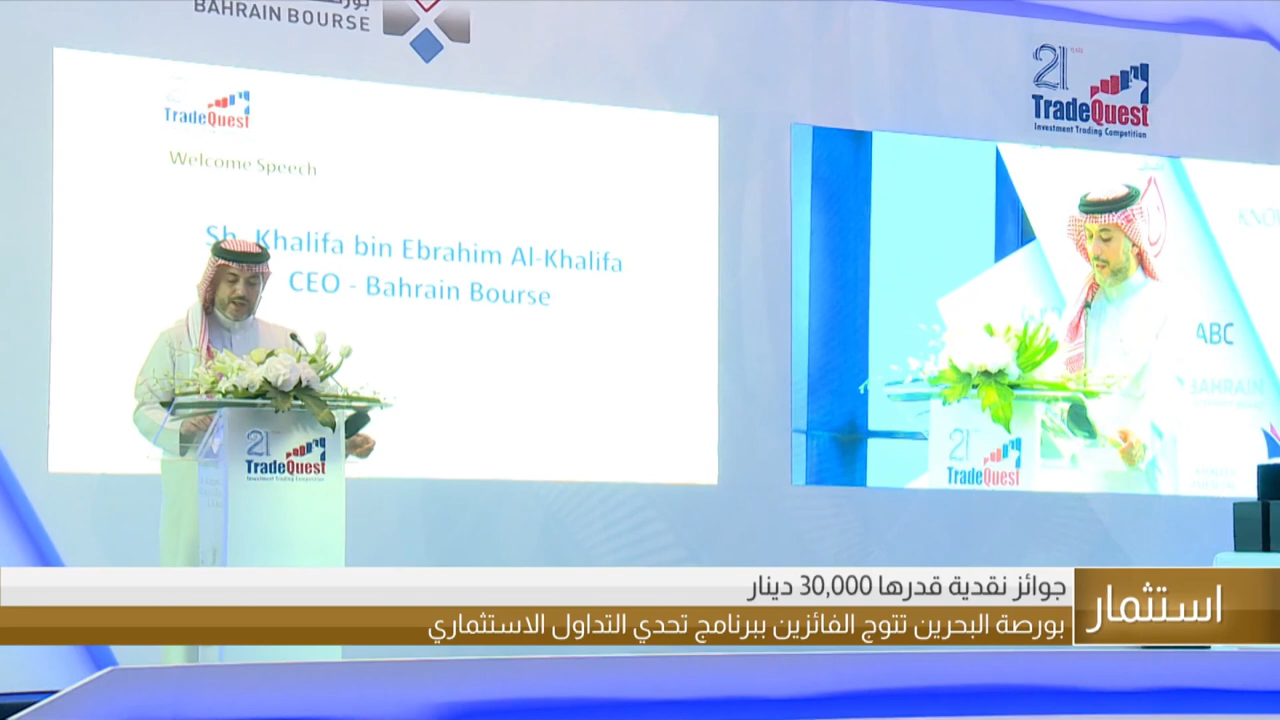 BAHRAIN BOURSE
21
TradeQuest
Investment Trading Competition
TradeQuest
Welcome Speech
Sh. Khalifa bin Ebrahim Al-Khalifa
CEO - Bahrain Bourse
ABC
BAHRAIN
21
TradeQuest
Investment Trading Competition
21
TradeQuest
استثمار
جوائز نقدية قدرها 30,000 دينار
بورصة البحرين تتوج الفائزين ببرنامج تحدي التداول الاستثماري